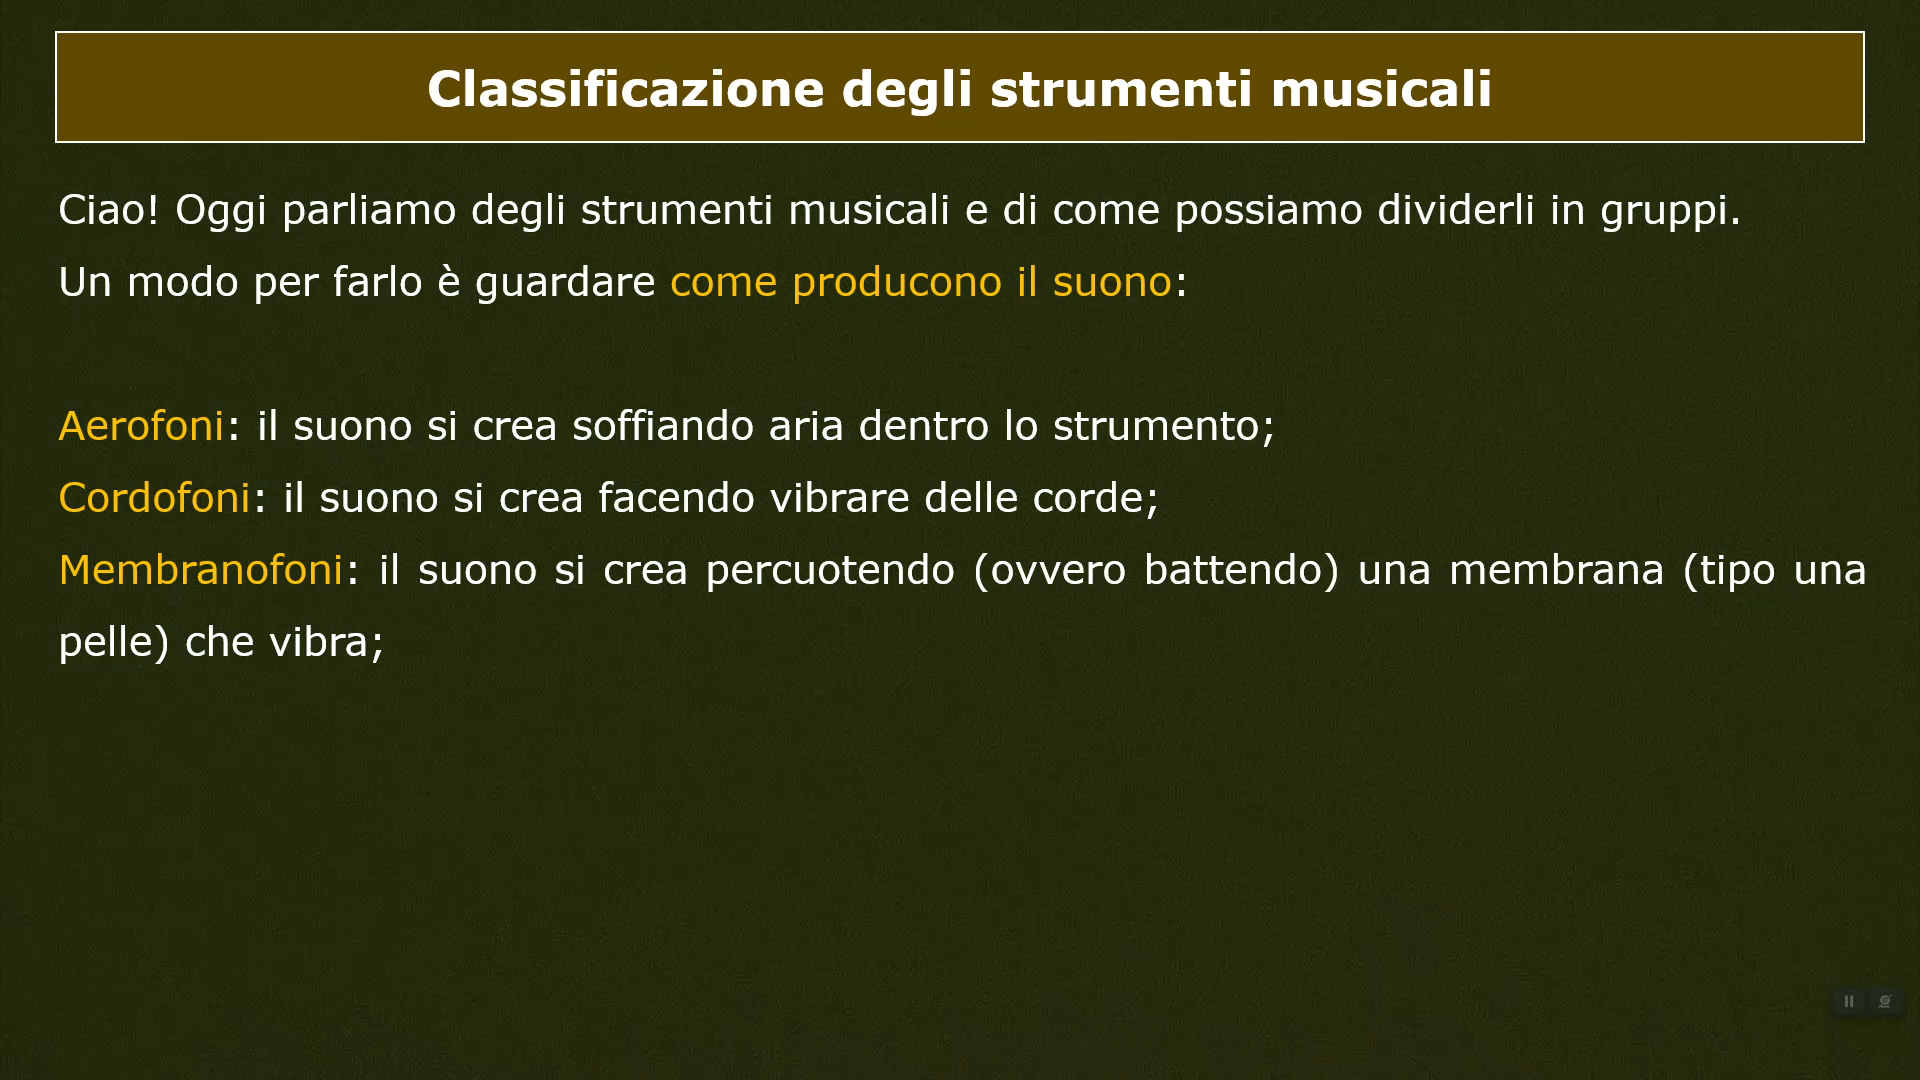 Classificazione degli strumenti musicali
Ciao! Oggi parliamo degli strumenti musicali e di come possiamo dividerli in gruppi.
Un modo per farlo è guardare come producono il suono:
Aerofoni: il suono si crea soffiando aria dentro lo strumento;
Cordofoni: il suono si crea facendo vibrare delle corde;
Membranofoni: il suono si crea percuotendo (ovvero battendo) una membrana (tipo una
pelle) che vibra;